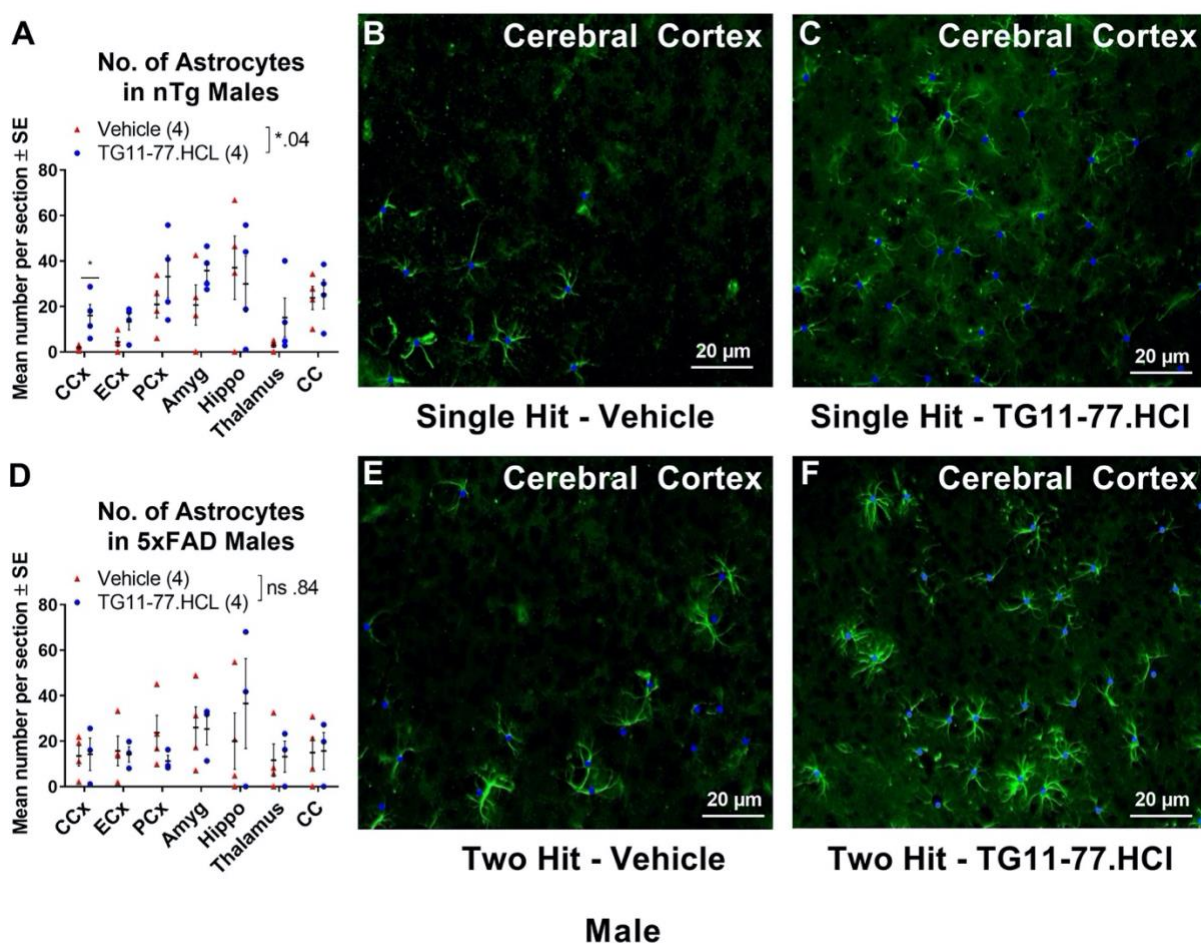 A
No. of Astrocytes
in nTg Males
Vehicle (4)
TG11-77.HCL (4)
*.04
Mean number per section ± SE
80
60
40
20
0
*
CCx
ECx
PCx
Amyg
Hippo
Thalamus
CC
B
Cerebral Cortex
20 µm
Single Hit - Vehicle
C
Cerebral Cortex
20 µm
Single Hit - TG11-77.HCl
D
No. of Astrocytes
in 5xFAD Males
Vehicle (4)
TG11-77.HCL (4)
ns .84
Mean number per section ± SE
80
60
40
20
0
CCx
ECx
PCx
Amyg
Hippo
Thalamus
CC
E
Cerebral Cortex
20 µm
Two Hit - Vehicle
F
Cerebral Cortex
20 µm
Two Hit - TG11-77.HCl
Male